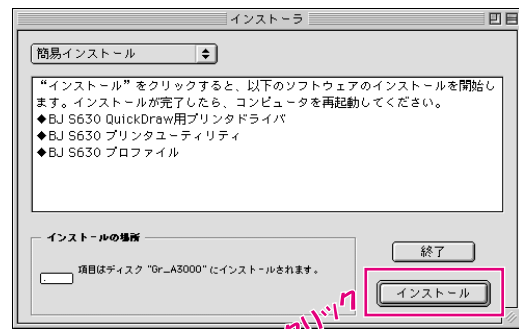 インストーラ
簡易インストール
“インストール”をクリックすると、以下のソフトウェアのインストールを開始し
ます。インストールが完了したら、コンピュータを再起動してください。
◆BJ S630 QuickDraw用プリンタドライバ
◆BJ S630 プリンタユーティリティ
◆BJ S630 プロファイル
インストールの場所
項目はディスク "Gr_A3000" にインストールされます。
終了
インストール
クリック